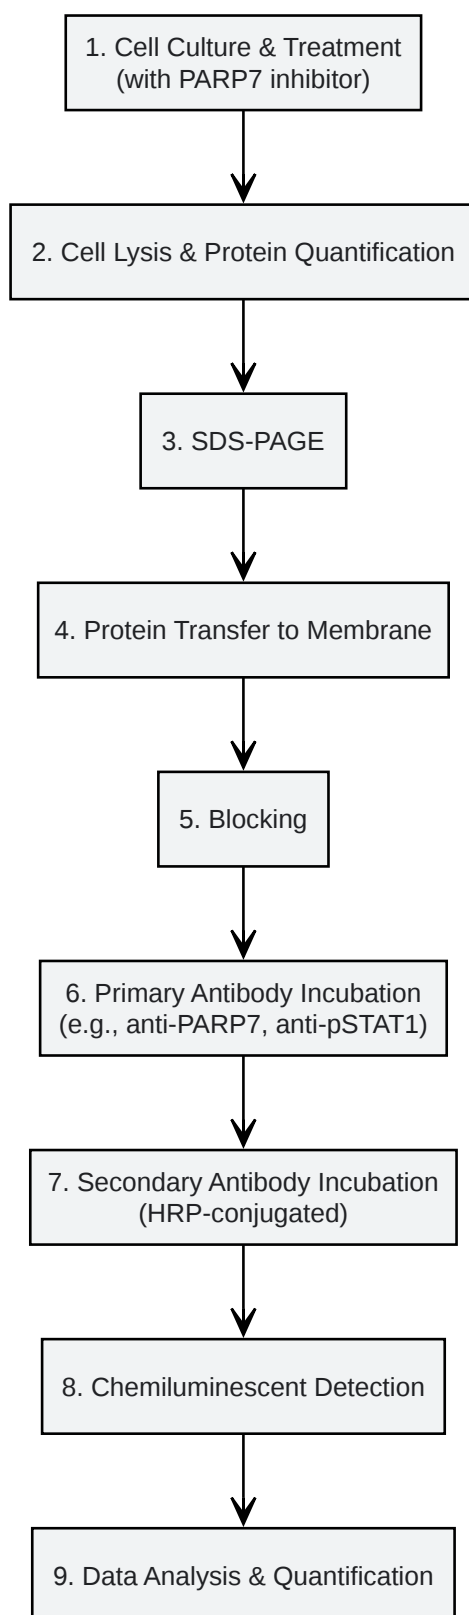 1. Cell Culture & Treatment
(with PARP7 inhibitor)
2. Cell Lysis & Protein Quantification
3. SDS-PAGE
4. Protein Transfer to Membrane
5. Blocking
6. Primary Antibody Incubation
(e.g., anti-PARP7, anti-pSTAT1)
7. Secondary Antibody Incubation
(HRP-conjugated)
8. Chemiluminescent Detection
9. Data Analysis & Quantification